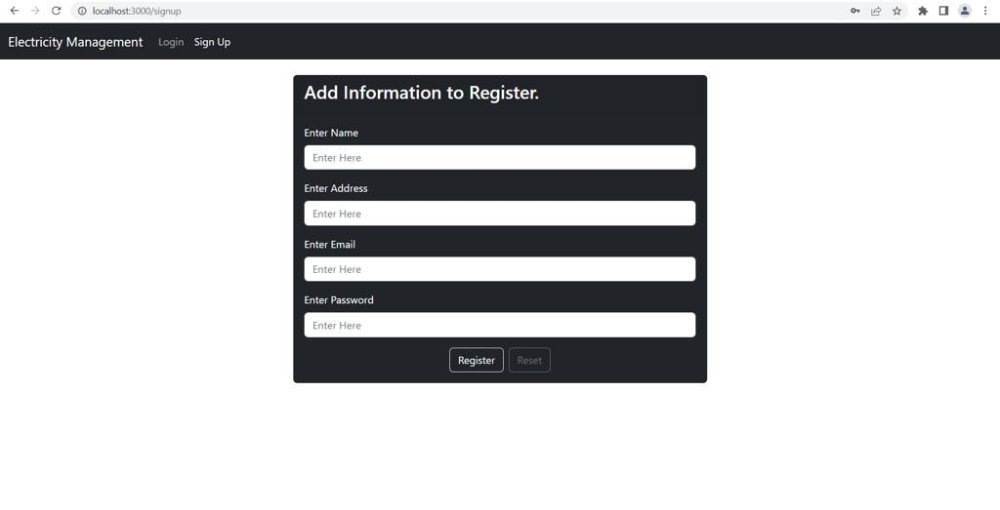 localhost:3000/signup
Electricity Management Login Sign Up
Add Information to Register.
Enter Name
Enter Here
Enter Address
Enter Here
Enter Email
Enter Here
Enter Password
Enter Here
Register Reset